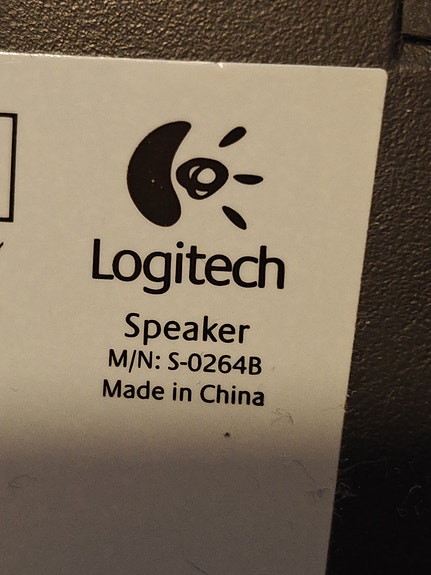 Logitech
Speaker
M/N: S-0264B
Made in China